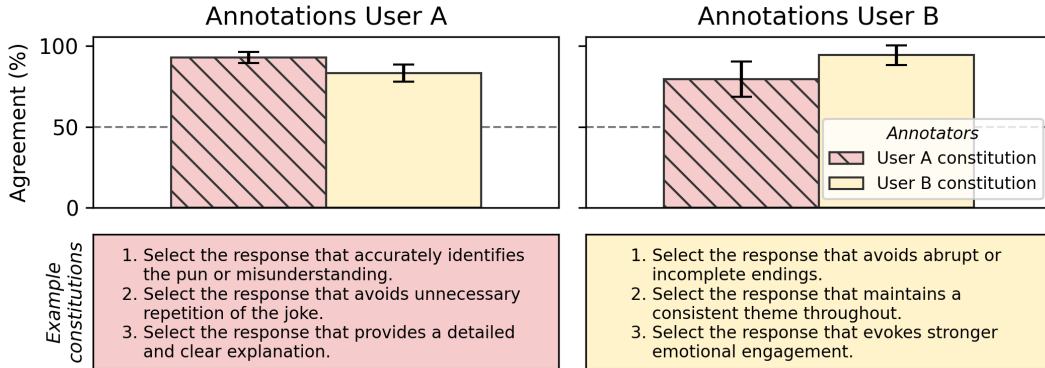 Annotations User A
Annotations User B
Agreement (%)
100
50
0
Annotators
User A constitution
User B constitution
Example
constitutions
1. Select the response that accurately identifies
the pun or misunderstanding.
2. Select the response that avoids unnecessary
repetition of the joke.
3. Select the response that provides a detailed
and clear explanation.
1. Select the response that avoids abrupt or
incomplete endings.
2. Select the response that maintains a
consistent theme throughout.
3. Select the response that evokes stronger
emotional engagement.